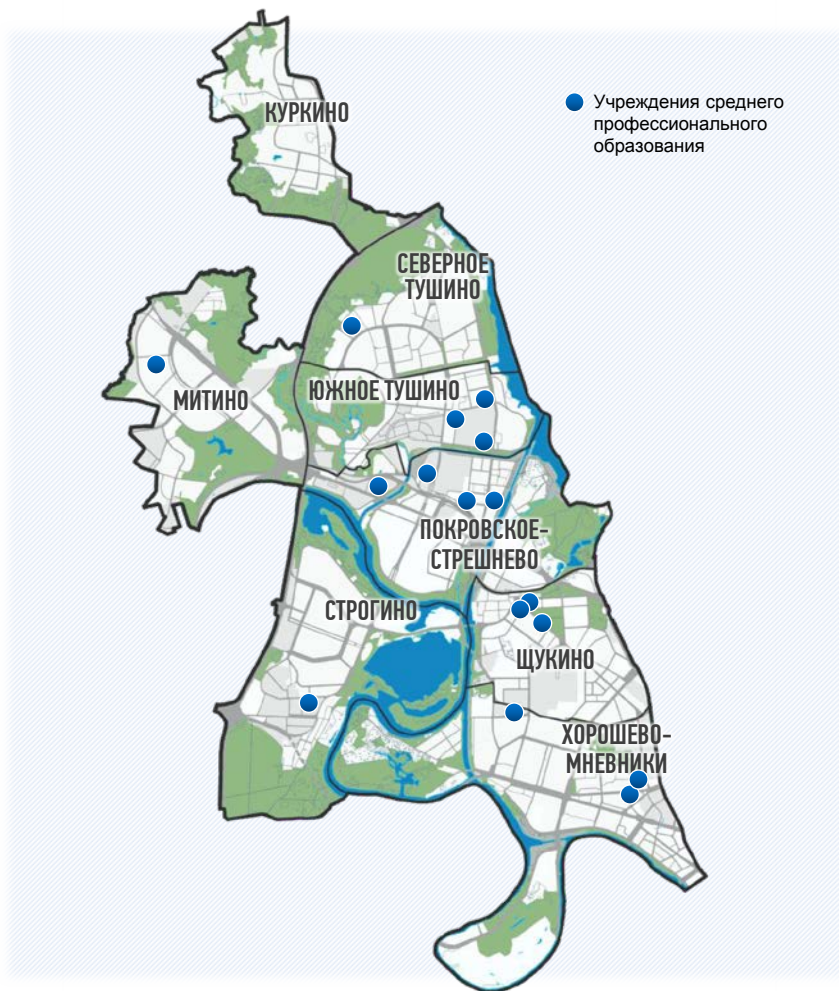 КУРКИНО
Учреждения среднего
профессионального
образования
СЕВЕРНОЕ
ТУШИНО
ЮЖНОЕ ТУШИНО
МИТИНО
ПОКРОВСКОЕ-
СТРЕШНЕВО
СТРОГИНО
ЩУКИНО
ХОРОШЕВО-
МНЕВНИКИ